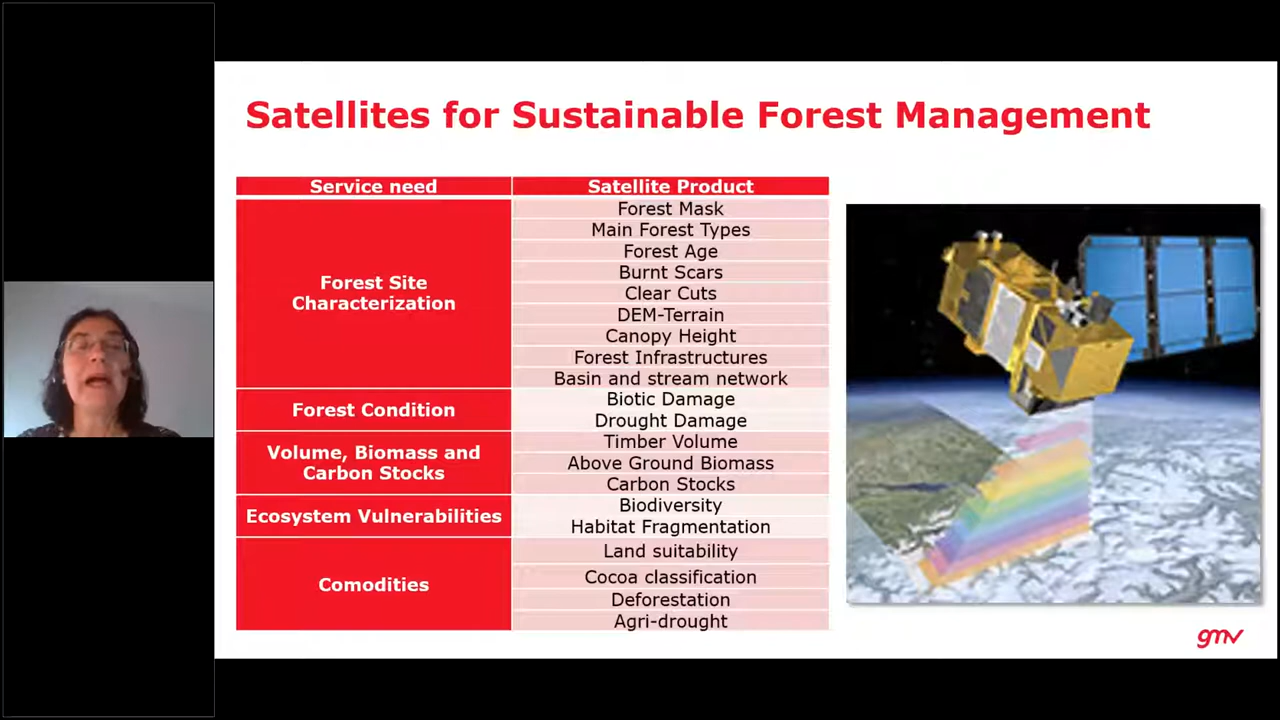 Satellites for Sustainable Forest Management
Service need
Satellite Product
Forest Site
Characterization
Forest Mask
Main Forest Types
Forest Age
Burnt Scars
Clear Cuts
DEM-Terrain
Canopy Height
Forest Infrastructures
Basin and stream network
Forest Condition
Biotic Damage
Drought Damage
Volume, Biomass and
Carbon Stocks
Timber Volume
Above Ground Biomass
Carbon Stocks
Ecosystem Vulnerabilities
Biodiversity
Habitat Fragmentation
Comodities
Land suitability
Cocoa classification
Deforestation
Agri-drought
gmv